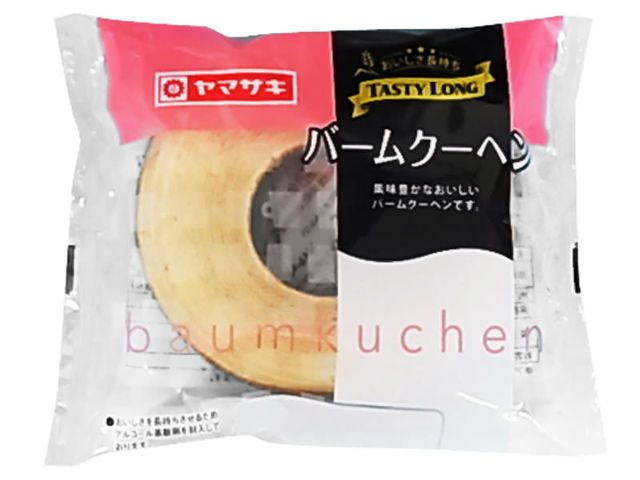 ヤマザキ
おいしさ長持ち
TASTY LONG
バームクーヘン
風味豊かなおいしい
バームクーヘンです。
baumkuchen
おいしさを長持ちさせるため
アルコール蒸散剤を封入して
おります